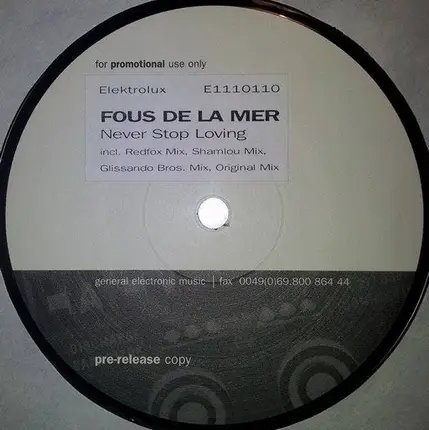 for promotional use only
Elektrolux E1110110
FOUS DE LA MER
Never Stop Loving
incl. Redfox Mix, Shamlou Mix,
Glissando Bros. Mix, Original Mix
general electronic music | fax 0049(0)69.800 864 44
pre-release copy